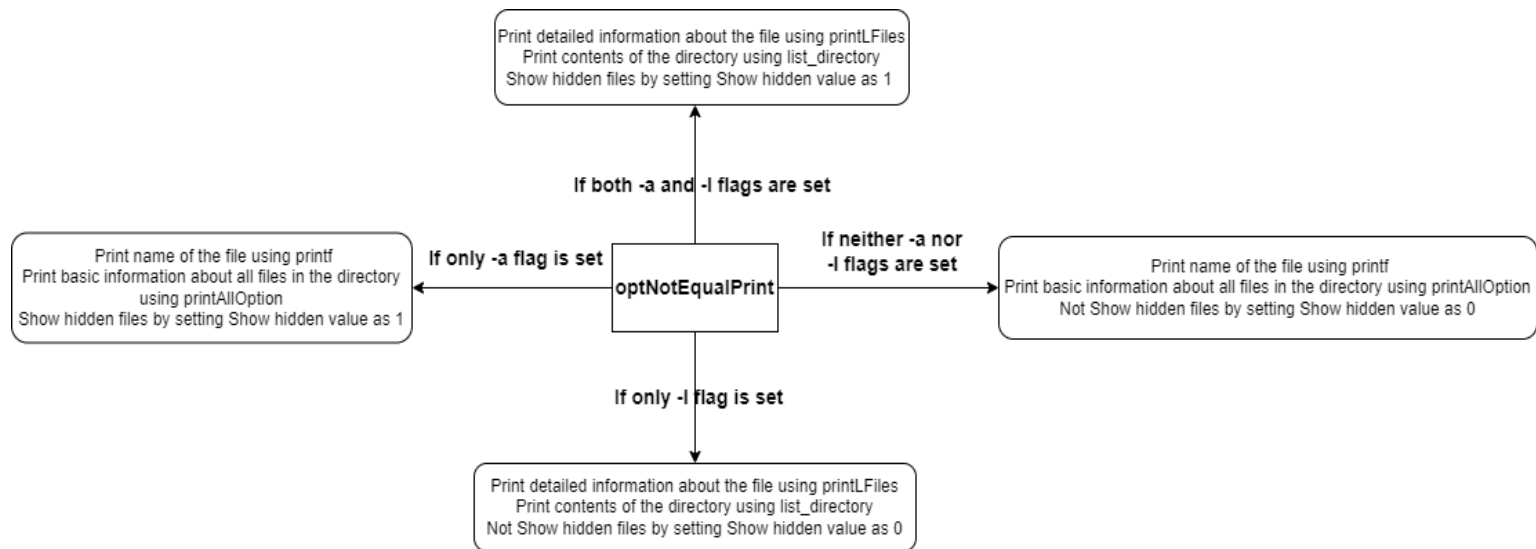 Print detailed information about the file using printLFiles
Print contents of the directory using list_directory
Show hidden files by setting Show hidden value as 1
If both -a and -l flags are set
Print name of the file using printf
Print basic information about all files in the directory
using printAllOption
Show hidden files by setting Show hidden value as 1
If only -a flag is set
optNotEqualPrint
If neither -a nor
-l flags are set
Print name of the file using printf
Print basic information about all files in the directory using printAllOption
Not Show hidden files by setting Show hidden value as 0
If only -l flag is set
Print detailed information about the file using printLFiles
Print contents of the directory using list_directory
Not Show hidden files by setting Show hidden value as 0